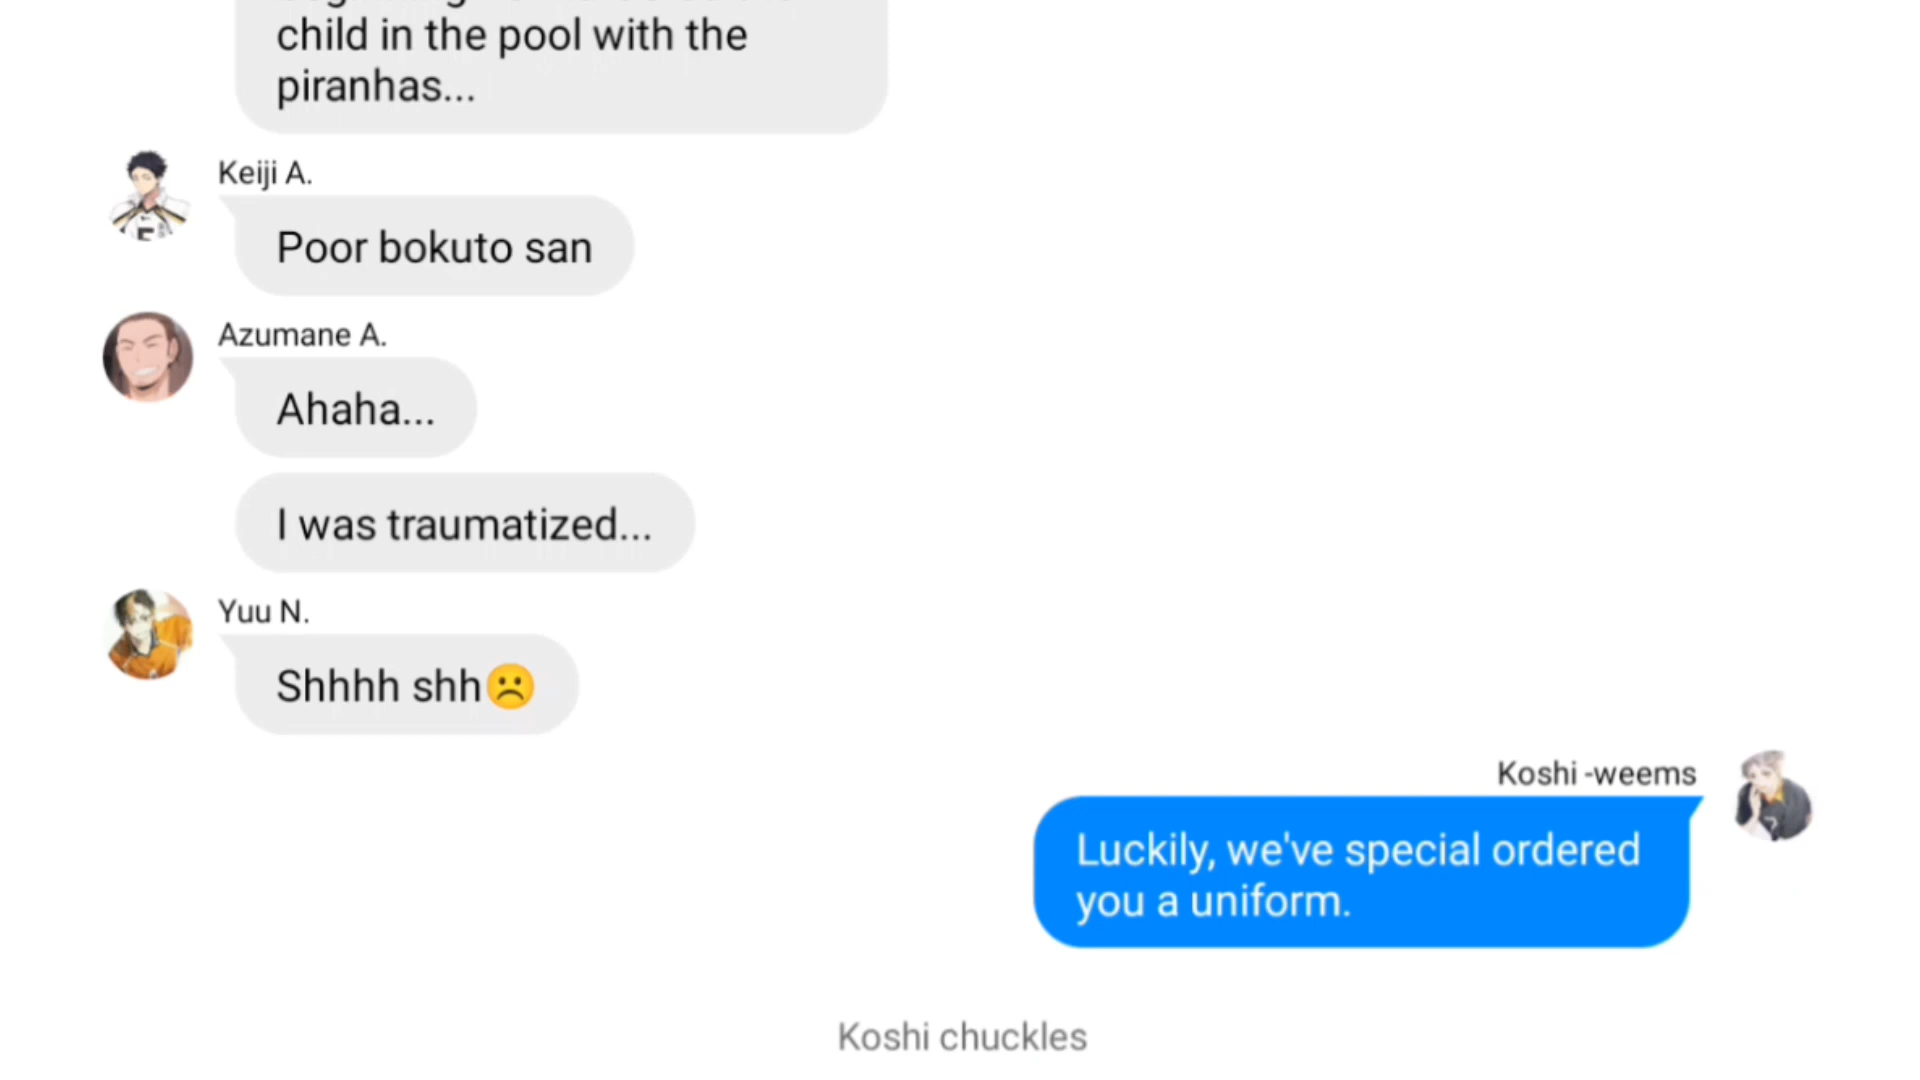 child in the pool with the
piranhas...
Keiji A.
Poor bokuto san
Azumane A.
Ahaha...
I was traumatized...
Yuu N.
Shhhh shh☹️
Koshi -weems
Luckily, we've special ordered
you a uniform.
Koshi chuckles